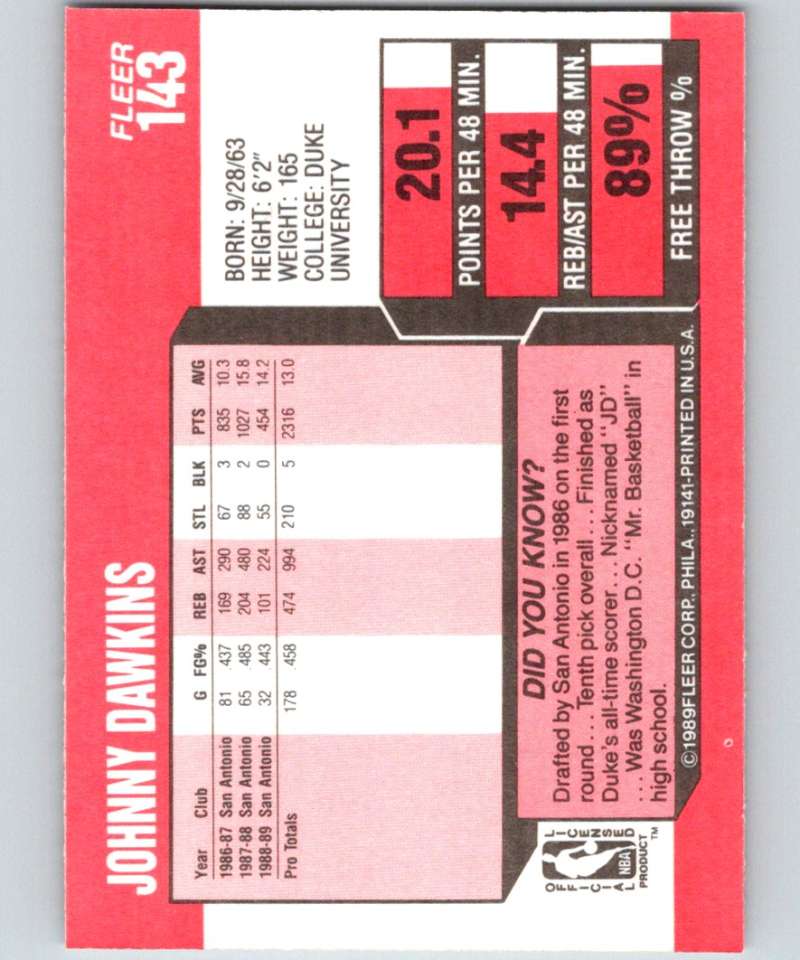 JOHNNY DAWKINS
FLEER
143
BORN: 9/28/63
HEIGHT: 6'2"
WEIGHT: 165
COLLEGE: DUKE
UNIVERSITY
Year Club G FG% REB AST STL BLK PTS AVG
1986-87 San Antonio 81 .437 169 290 67 3 835 10.3
1987-88 San Antonio 65 .485 204 480 88 2 1027 15.8
1988-89 San Antonio 32 .443 101 224 55 0 454 14.2
Pro Totals 178 .458 474 994 210 5 2316 13.0
20.1
POINTS PER 48 MIN.
14.4
REB/AST PER 48 MIN.
89%
FREE THROW %
DID YOU KNOW?
Drafted by San Antonio in 1986 on the first
round . . . Tenth pick overall . . . Finished as
Duke's all-time scorer . . . Nicknamed "JD"
. . . Was Washington D.C. "Mr. Basketball" in
high school.
OFFICIAL LICENSED
NBA
PRODUCT™
©1989 FLEER CORP., PHILA., 19141-PRINTED IN U.S.A.